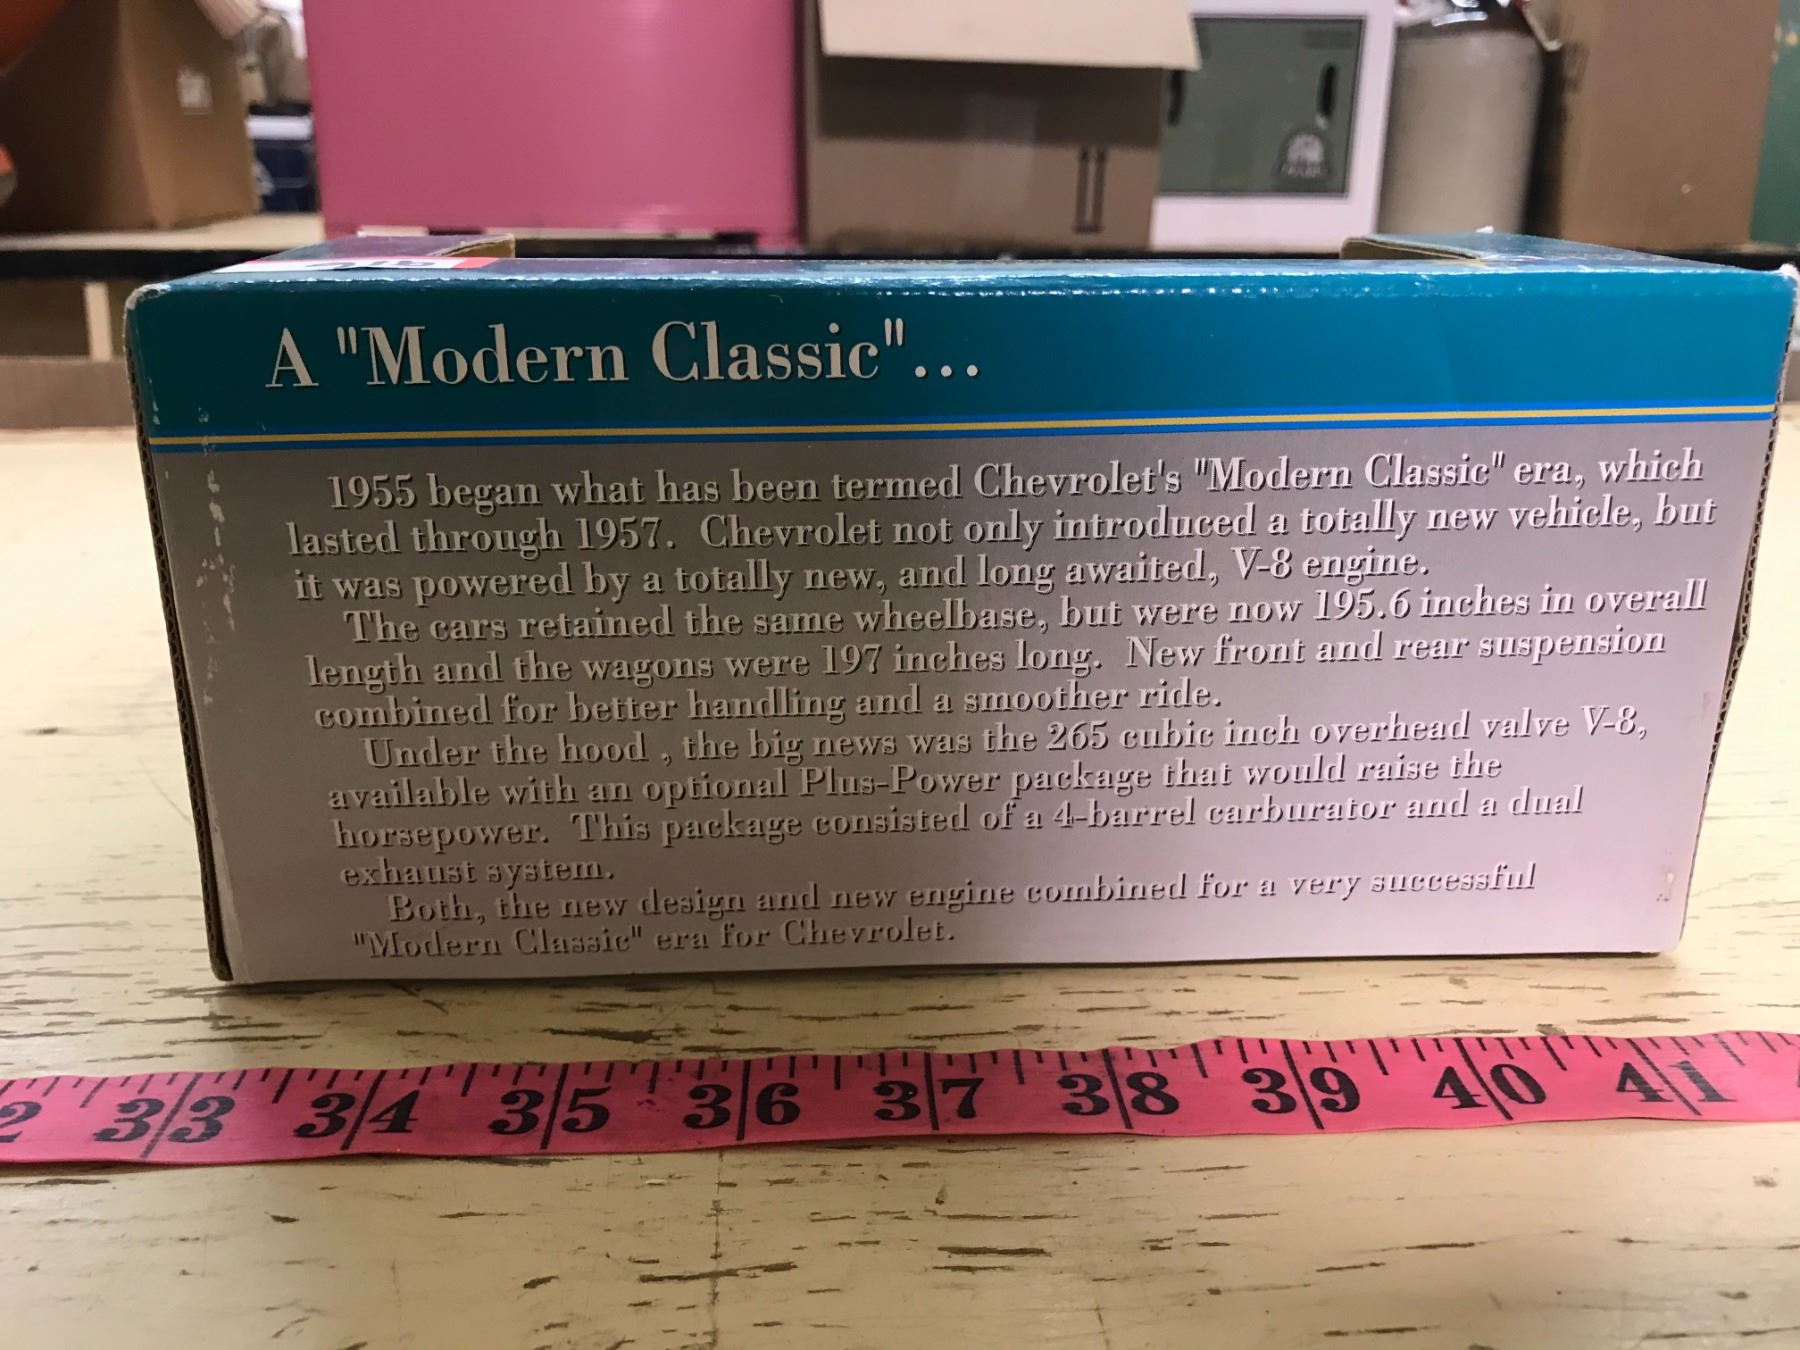 A "Modern Classic"...
1955 began what has been termed Chevrolet's "Modern Classic" era, which
lasted through 1957. Chevrolet not only introduced a totally new vehicle, but
it was powered by a totally new, and long awaited, V-8 engine.
The cars retained the same wheelbase, but were now 195.6 inches in overall
length and the wagons were 197 inches long. New front and rear suspension
combined for better handling and a smoother ride.
Under the hood , the big news was the 265 cubic inch overhead valve V-8,
available with an optional Plus-Power package that would raise the
horsepower. This package consisted of a 4-barrel carburator and a dual
exhaust system.
Both, the new design and new engine combined for a very successful
"Modern Classic" era for Chevrolet.
2 33 34 35 36 37 38 39 40 41